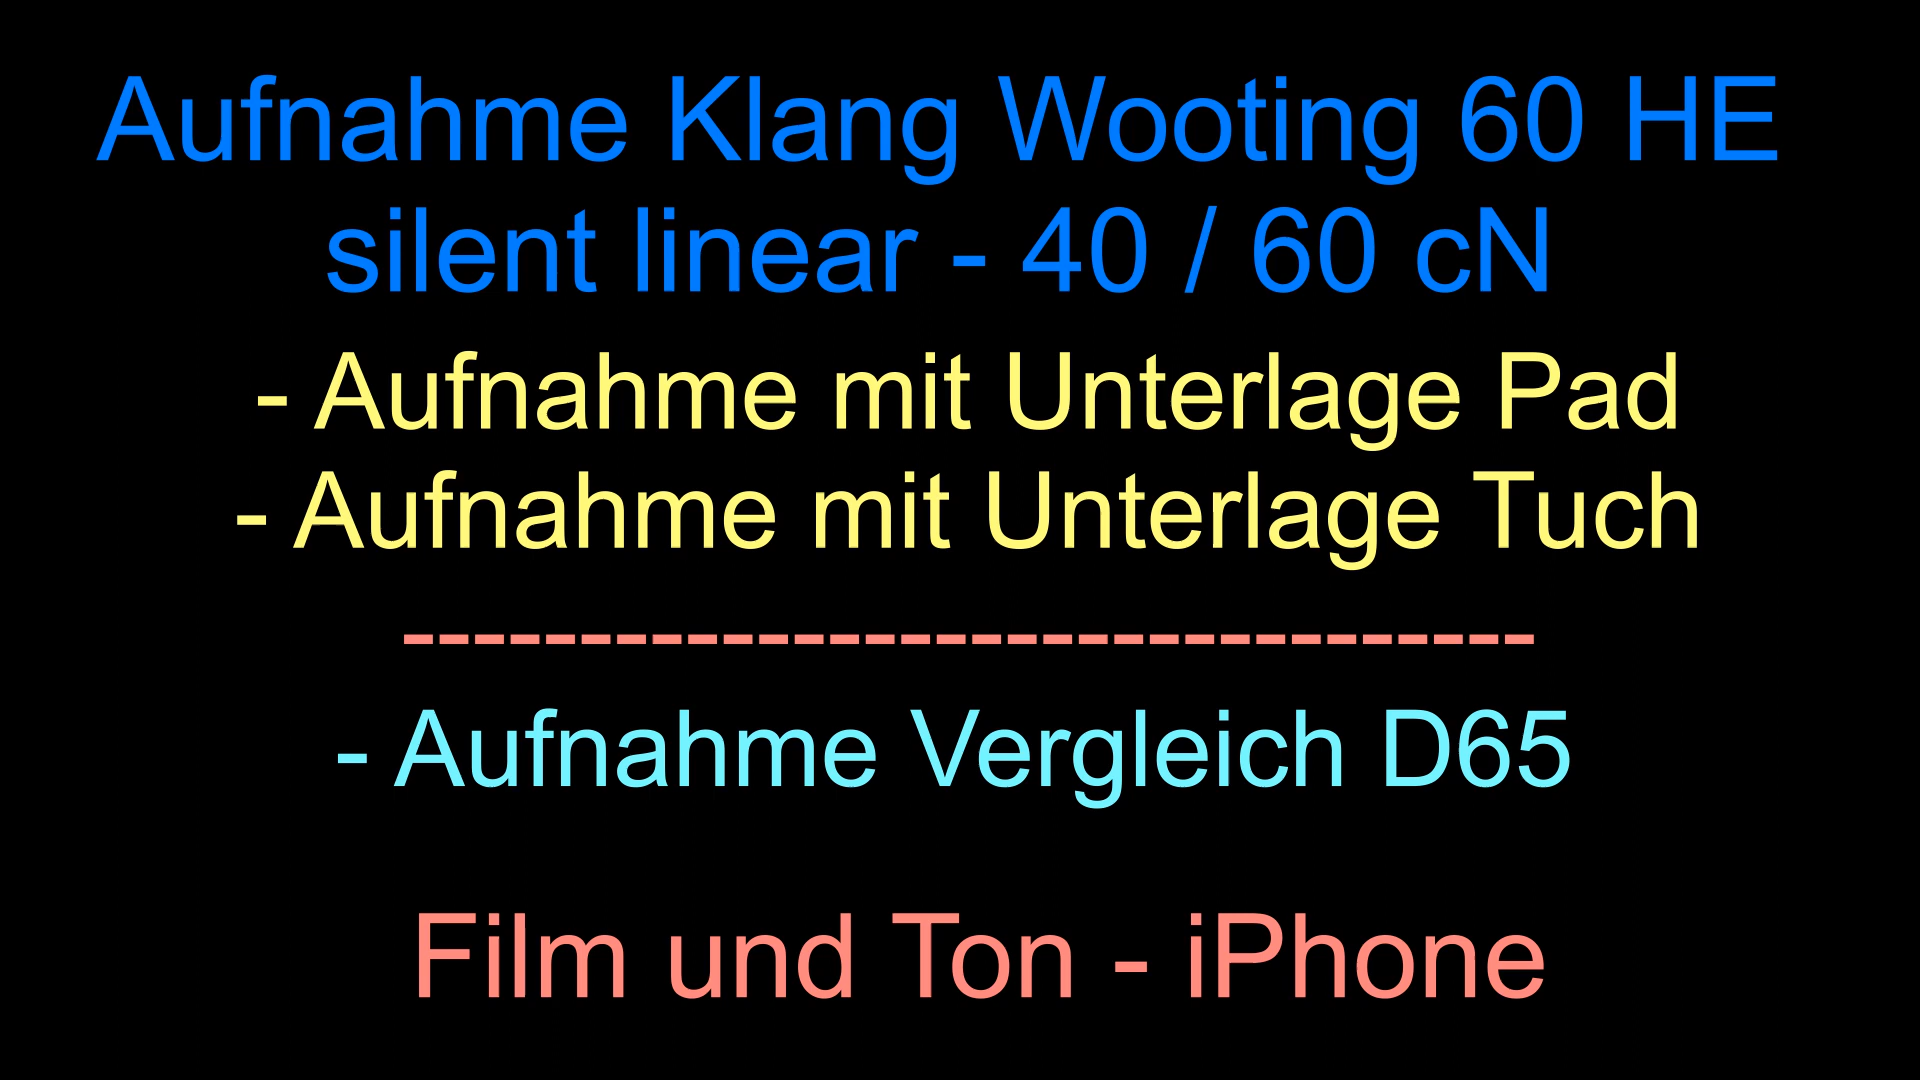 Aufnahme Klang Wooting 60 HE
silent linear - 40 / 60 cN
- Aufnahme mit Unterlage Pad
- Aufnahme mit Unterlage Tuch
--------------------------------
- Aufnahme Vergleich D65
Film und Ton - iPhone